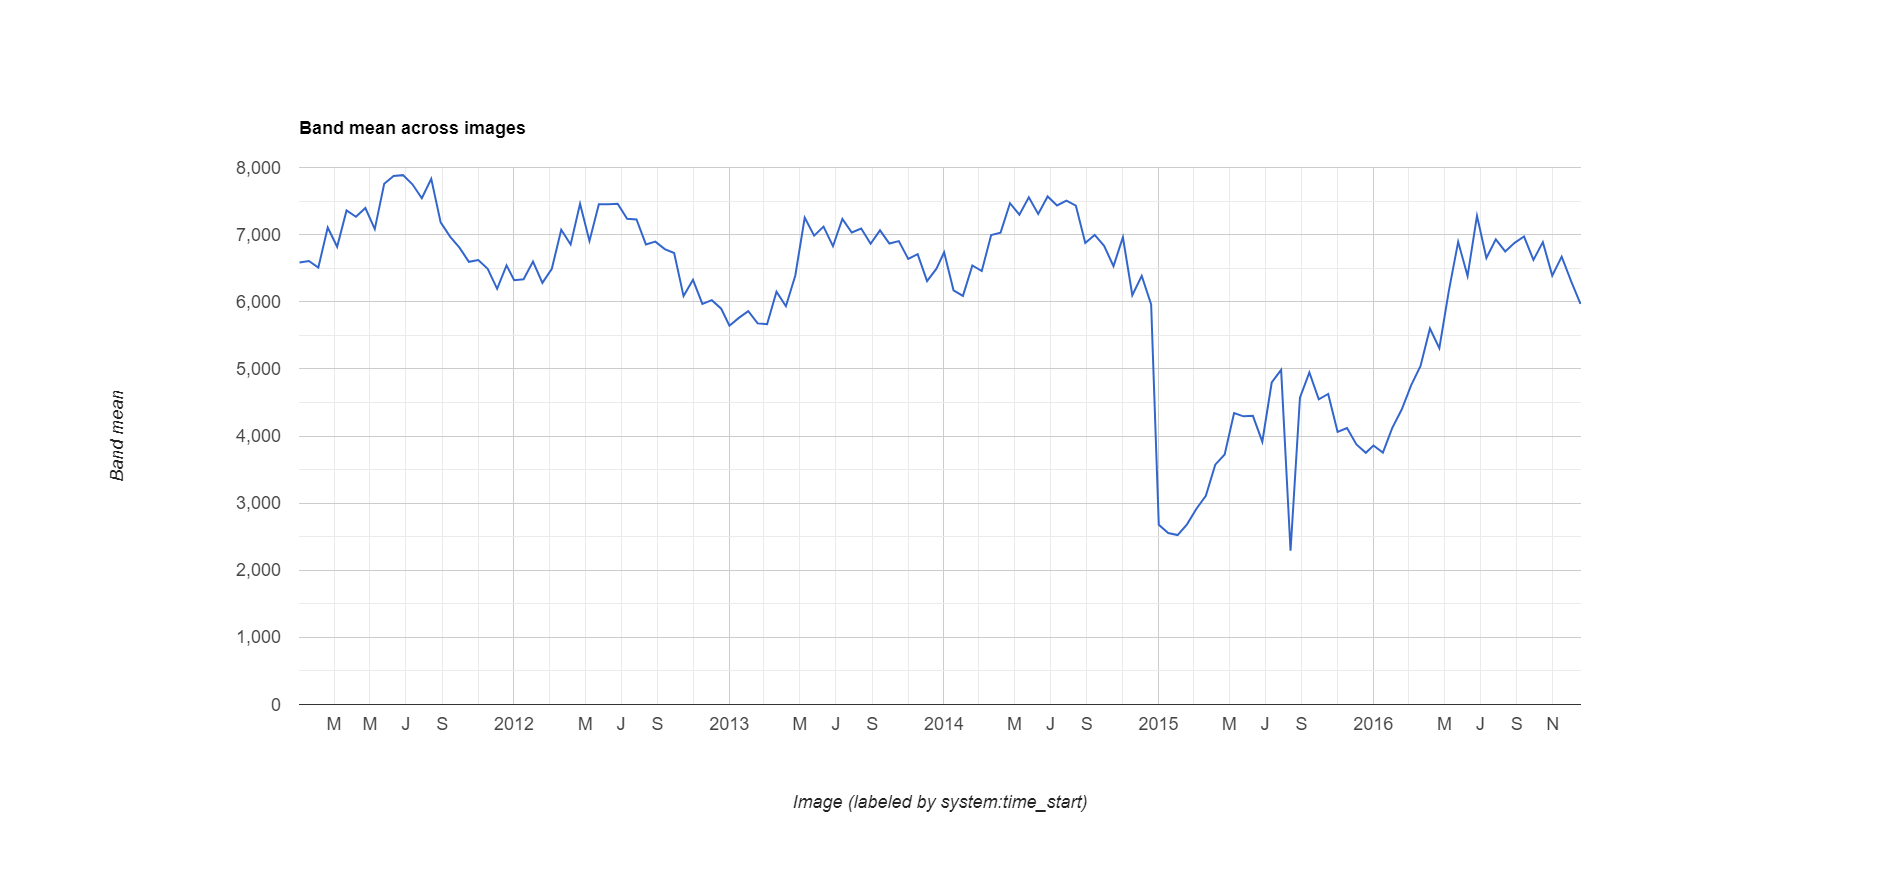 Band mean across images
8,000
7,000
6,000
5,000
4,000
3,000
2,000
1,000
0
Band mean
M M J S 2012 M J S 2013 M J S 2014 M J S 2015 M J S 2016 M J S N
Image (labeled by system:time_start)